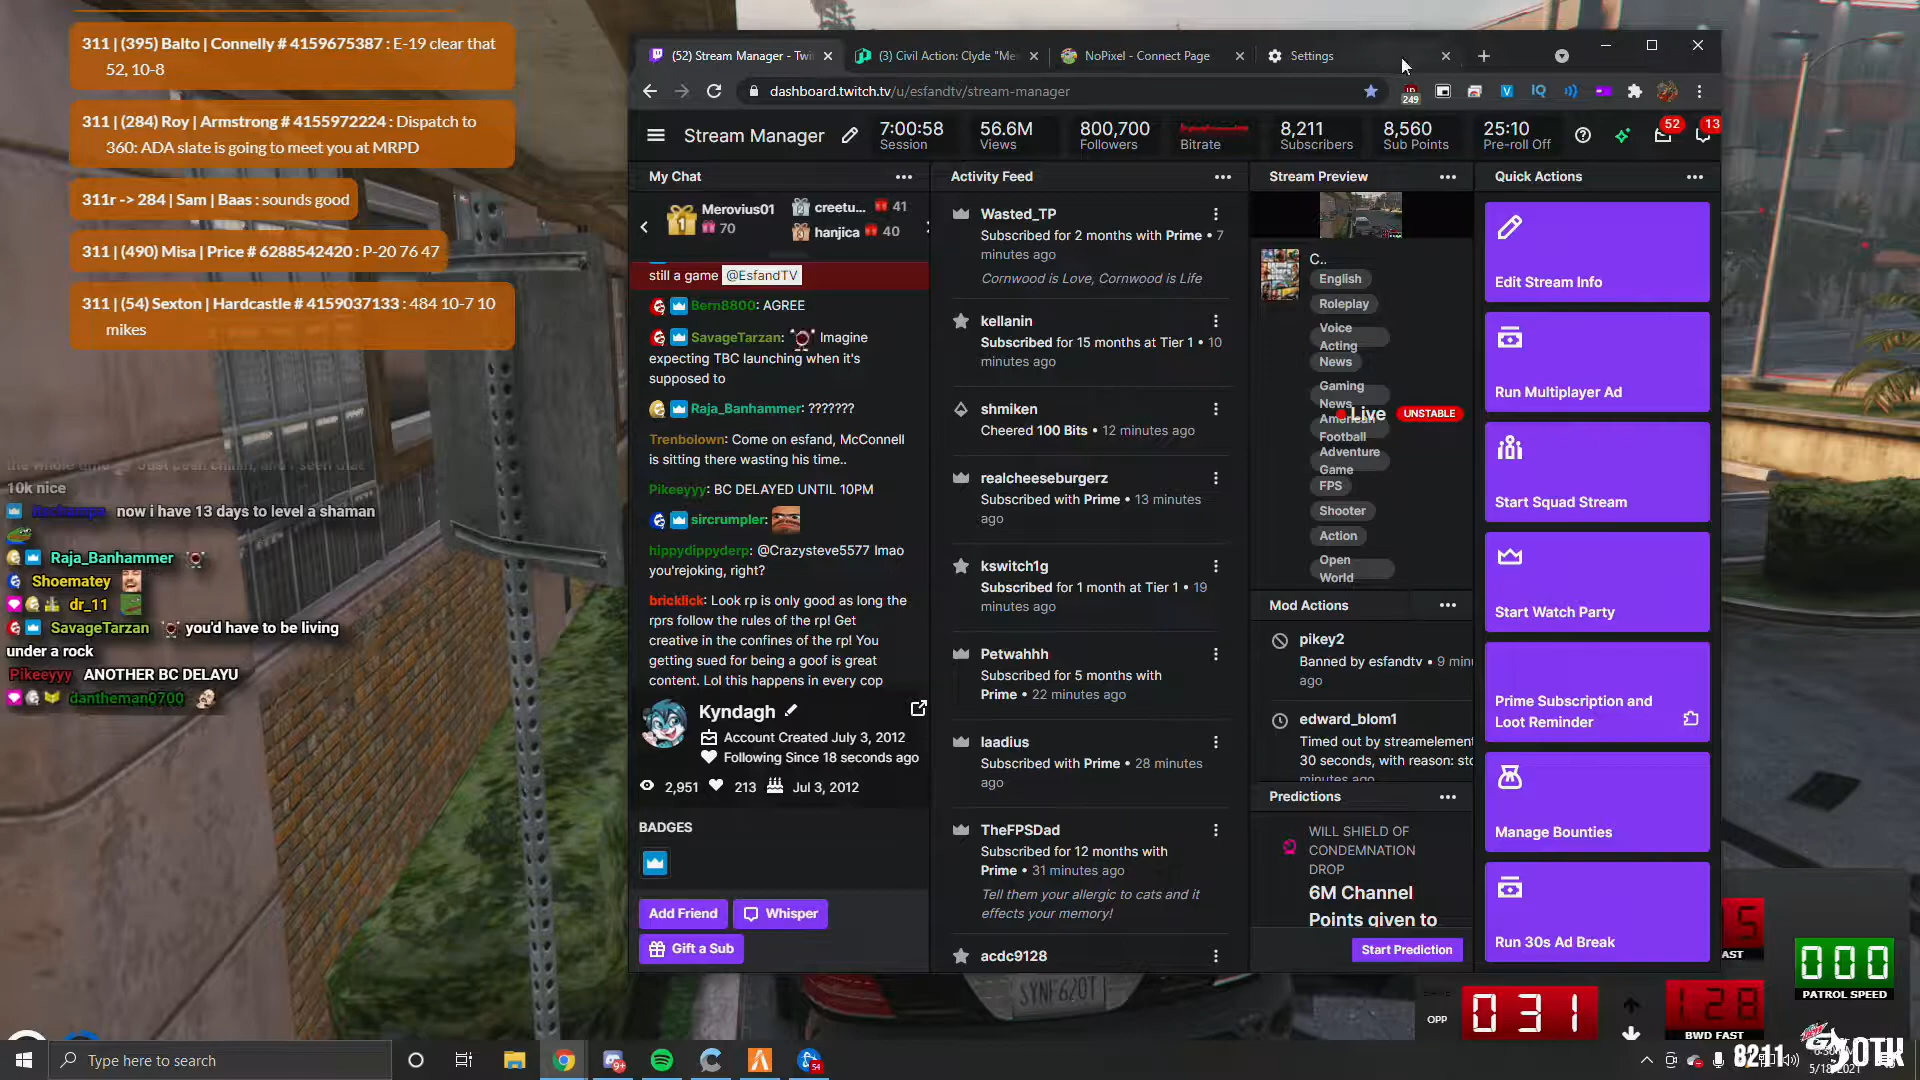 311 | (395) Balto | Connelly # 4159675387 : E-19 clear that
52, 10-8
311 | (284) Roy | Armstrong # 4155972224 : Dispatch to
360: ADA slate is going to meet you at MRPD
311r -> 284 | Sam | Baas : sounds good
311 | (490) Misa | Price # 6288542420 : P-20 76 47
311 | (54) Sexton | Hardcastle # 4159037133 : 484 10-7 10
mikes
10k nice
now i have 13 days to level a shaman
Raja_Banhammer
Shoematey
dr_11
SavageTarzan you'd have to be living
under a rock
Pikeeyyy ANOTHER BC DELAYU
dantheman0700
(52) Stream Manager - Twi
(3) Civil Action: Clyde "Me
NoPixel - Connect Page
Settings
dashboard.twitch.tv/u/esfandtv/stream-manager
249
Stream Manager
7:00:58
Session
56.6M
Views
800,700
Followers
Bitrate
8,211
Subscribers
8,560
Sub Points
25:10
Pre-roll Off
52
13
My Chat
Merovius01
70
creetu... 41
hanjica 40
still a game @EsfandTV
Bern8800: AGREE
SavageTarzan: Imagine
expecting TBC launching when it's
supposed to
Raja_Banhammer: ???????
Trenbolown: Come on esfand, McConnell
is sitting there wasting his time..
Pikeeyyy: BC DELAYED UNTIL 10PM
sircrumpler:
hippydippyderp: @Crazysteve5577 lmao
you'rejoking, right?
bricklick: Look rp is only good as long the
rprs follow the rules of the rp! Get
creative in the confines of the rp! You
getting sued for being a goof is great
content. Lol this happens in every cop
Kyndagh
Account Created July 3, 2012
Following Since 18 seconds ago
2,951 213 Jul 3, 2012
BADGES
Add Friend
Whisper
Gift a Sub
Activity Feed
Wasted_TP
Subscribed for 2 months with Prime • 7
minutes ago
Cornwood is Love, Cornwood is Life
kellanin
Subscribed for 15 months at Tier 1 • 10
minutes ago
shmiken
Cheered 100 Bits • 12 minutes ago
realcheeseburgerz
Subscribed with Prime • 13 minutes
ago
kswitch1g
Subscribed for 1 month at Tier 1 • 19
minutes ago
Petwahhh
Subscribed for 5 months with
Prime • 22 minutes ago
laadius
Subscribed with Prime • 28 minutes
ago
TheFPSDad
Subscribed for 12 months with
Prime • 31 minutes ago
Tell them your allergic to cats and it
effects your memory!
acdc9128
Stream Preview
C..
English
Roleplay
Voice
Acting
News
Gaming
News
American
Football
Live
UNSTABLE
Adventure
Game
FPS
Shooter
Action
Open
World
Mod Actions
pikey2
Banned by esfandtv • 9 minu
ago
edward_blom1
Timed out by streamelement
30 seconds, with reason: sto
minutes ago
Predictions
WILL SHIELD OF
CONDEMNATION
DROP
6M Channel
Points given to
Start Prediction
Quick Actions
Edit Stream Info
Run Multiplayer Ad
Start Squad Stream
Start Watch Party
Prime Subscription and
Loot Reminder
Manage Bounties
Run 30s Ad Break
5
AST
000
PATROL SPEED
OPP
031
128
BWD FAST
Type here to search
9+
54
8211
5/18/2021
OTK